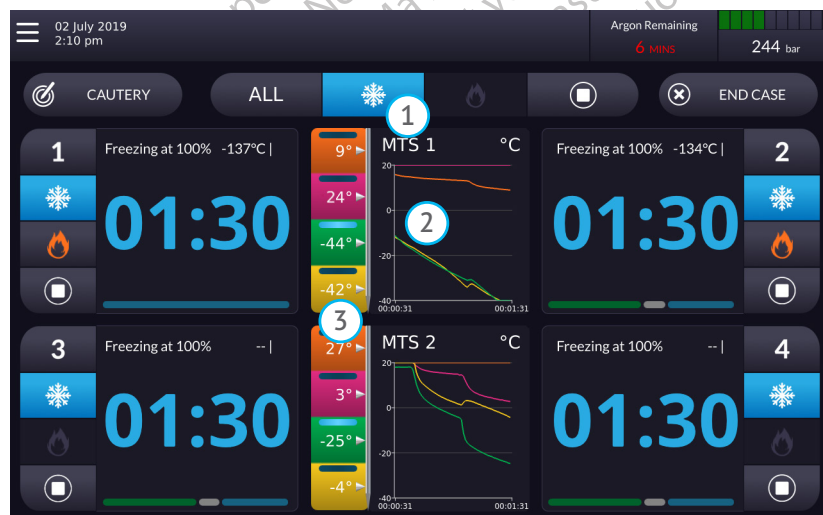 02 July 2019
2:10 pm
Argon Remaining
6 MINS
244 bar
CAUTERY
ALL
END CASE
1
1
Freezing at 100% -137°C |
01:30
9°
24°
-44°
-42°
MTS 1 °C
20
0
-20
-40
00:00:31 00:01:31
2
Freezing at 100% -134°C |
01:30
2
3
3
Freezing at 100% -- |
01:30
27°
3°
-25°
-4°
MTS 2 °C
20
0
-20
-40
00:00:31 00:01:31
Freezing at 100% -- |
01:30
4